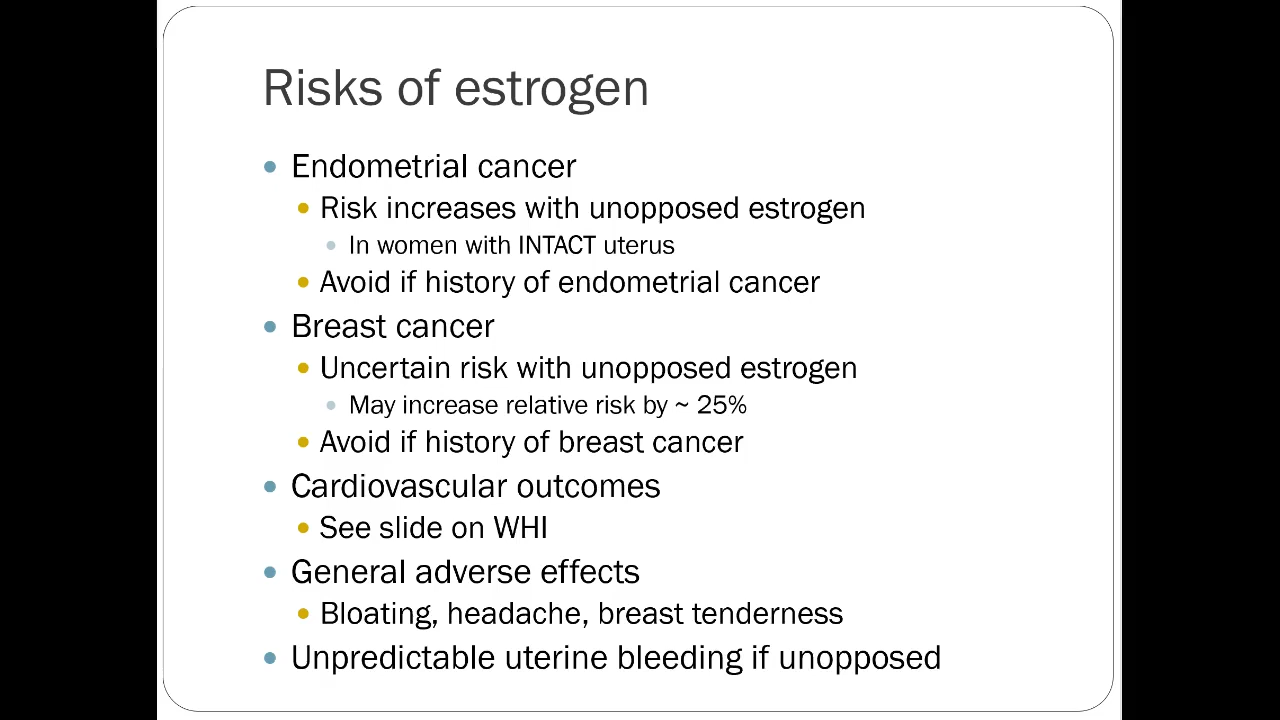 Risks of estrogen
Endometrial cancer
Risk increases with unopposed estrogen
In women with INTACT uterus
Avoid if history of endometrial cancer
Breast cancer
Uncertain risk with unopposed estrogen
May increase relative risk by ~ 25%
Avoid if history of breast cancer
Cardiovascular outcomes
See slide on WHI
General adverse effects
Bloating, headache, breast tenderness
Unpredictable uterine bleeding if unopposed